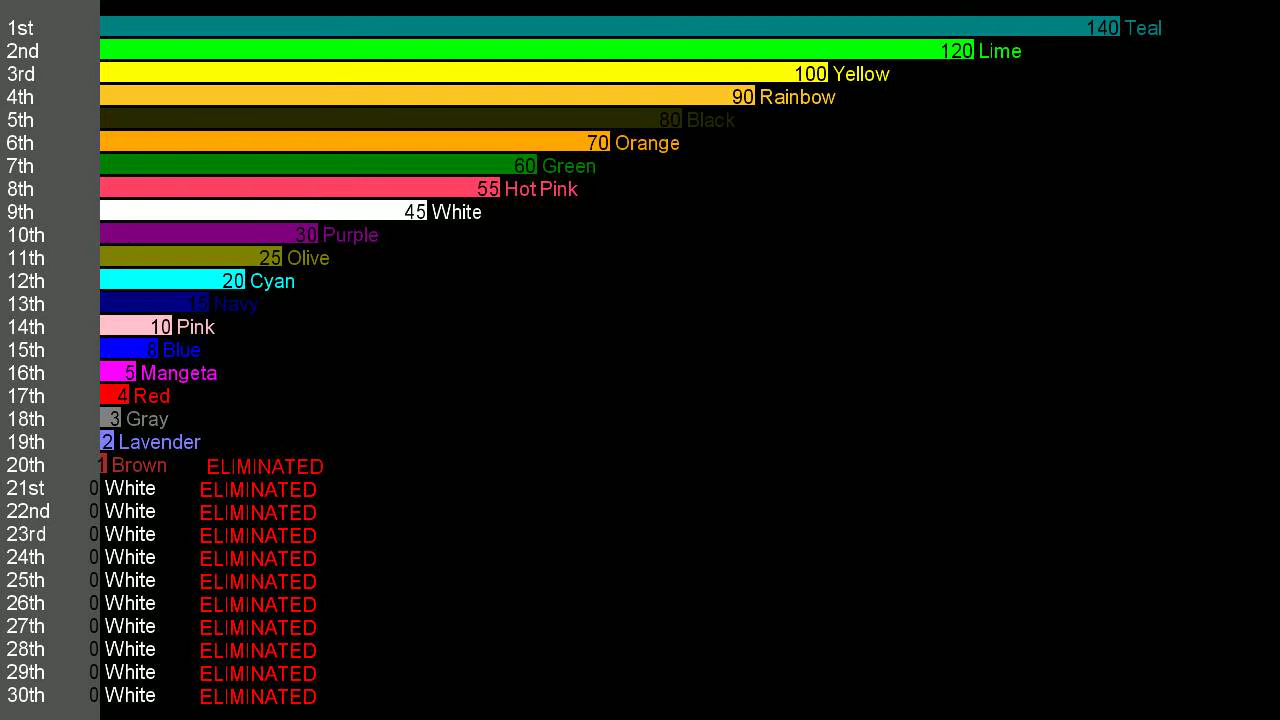 1st 140 Teal
2nd 120 Lime
3rd 100 Yellow
4th 90 Rainbow
5th 80 Black
6th 70 Orange
7th 60 Green
8th 55 Hot Pink
9th 45 White
10th 30 Purple
11th 25 Olive
12th 20 Cyan
13th 15 Navy
14th 10 Pink
15th 8 Blue
16th 5 Mangeta
17th 4 Red
18th 3 Gray
19th 2 Lavender
20th 1 Brown ELIMINATED
21st 0 White ELIMINATED
22nd 0 White ELIMINATED
23rd 0 White ELIMINATED
24th 0 White ELIMINATED
25th 0 White ELIMINATED
26th 0 White ELIMINATED
27th 0 White ELIMINATED
28th 0 White ELIMINATED
29th 0 White ELIMINATED
30th 0 White ELIMINATED